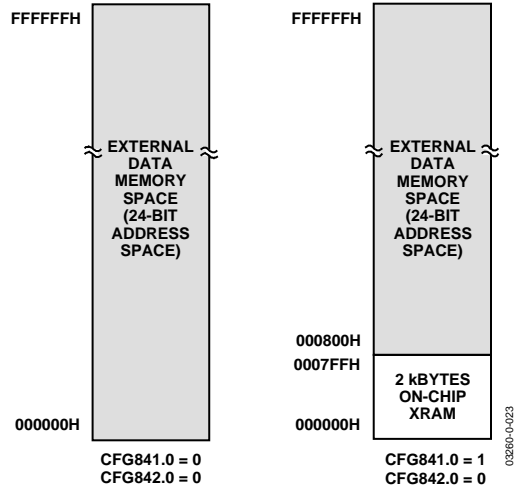 FFFFFFH
EXTERNAL
DATA
MEMORY
SPACE
(24-BIT
ADDRESS
SPACE)
000000H
CFG841.0 = 0
CFG842.0 = 0
FFFFFFH
EXTERNAL
DATA
MEMORY
SPACE
(24-BIT
ADDRESS
SPACE)
000800H
0007FFH
2 kBYTES
ON-CHIP
XRAM
000000H
CFG841.0 = 1
CFG842.0 = 0
03260-0-023